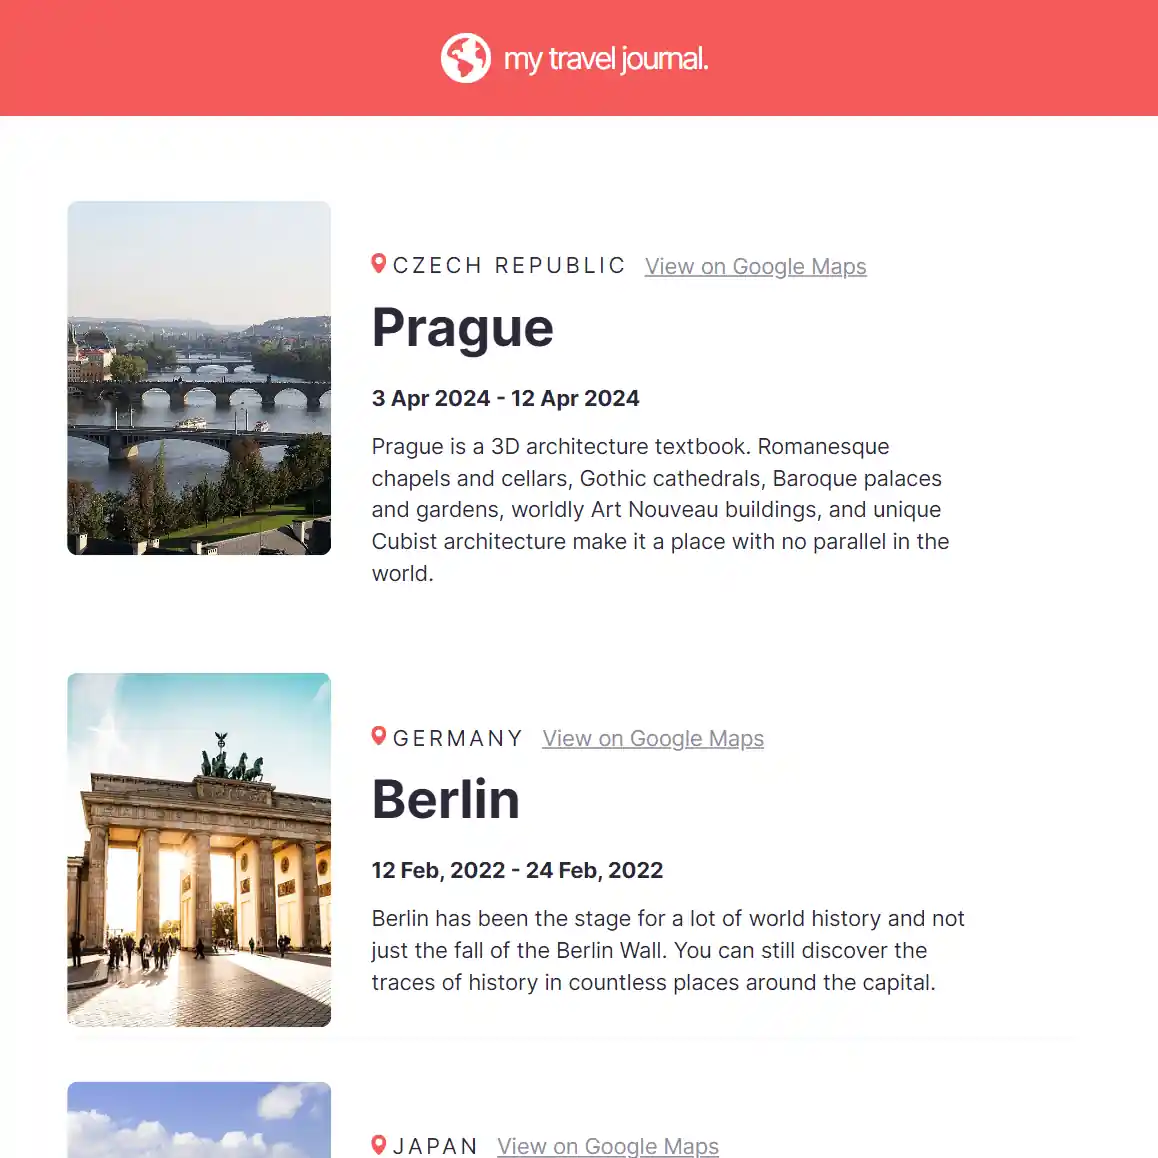 my travel journal.
CZECH REPUBLIC View on Google Maps
Prague
3 Apr 2024 - 12 Apr 2024
Prague is a 3D architecture textbook. Romanesque
chapels and cellars, Gothic cathedrals, Baroque palaces
and gardens, worldly Art Nouveau buildings, and unique
Cubist architecture make it a place with no parallel in the
world.
GERMANY View on Google Maps
Berlin
12 Feb, 2022 - 24 Feb, 2022
Berlin has been the stage for a lot of world history and not
just the fall of the Berlin Wall. You can still discover the
traces of history in countless places around the capital.
JAPAN View on Google Maps